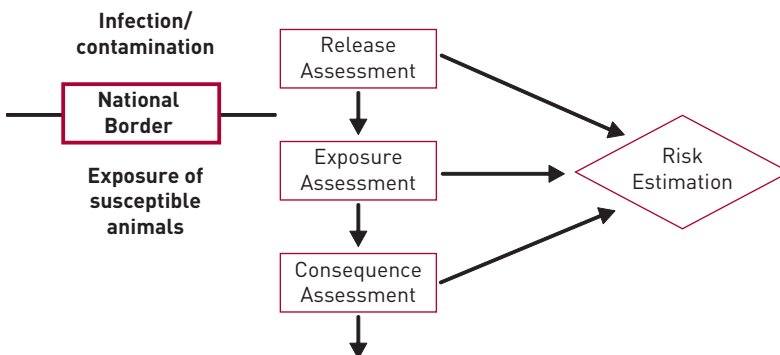 Infection/
contamination
National
Border
Exposure of
susceptible
animals
Release
Assessment
Exposure
Assessment
Consequence
Assessment
Risk
Estimation